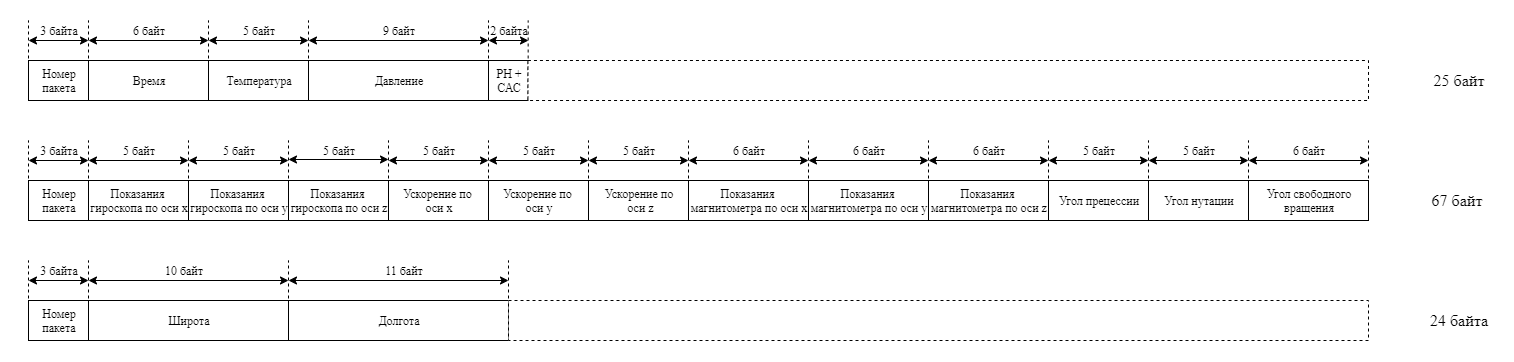 3 байта 6 байт 5 байт 9 байт 2 байта
Номер пакета Время Температура Давление РН + САС 25 байт
3 байта 5 байт 5 байт 5 байт 5 байт 5 байт 5 байт 6 байт 6 байт 6 байт 5 байт 5 байт 6 байт
Номер пакета Показания гироскопа по оси x Показания гироскопа по оси y Показания гироскопа по оси z Ускорение по оси x Ускорение по оси y Ускорение по оси z Показания магнитометра по оси x Показания магнитометра по оси y Показания магнитометра по оси z Угол прецессии Угол нутации Угол свободного вращения 67 байт
3 байта 10 байт 11 байт
Номер пакета Широта Долгота 24 байта